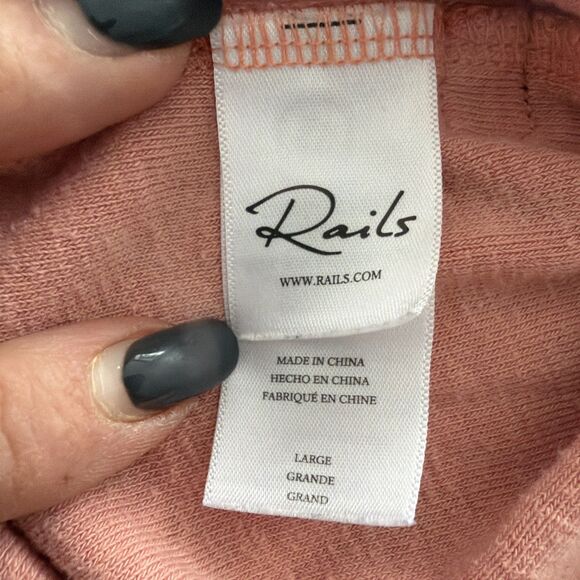 Rails
WWW.RAILS.COM
MADE IN CHINA
HECHO EN CHINA
FABRIQUÉ EN CHINE
LARGE
GRANDE
GRAND